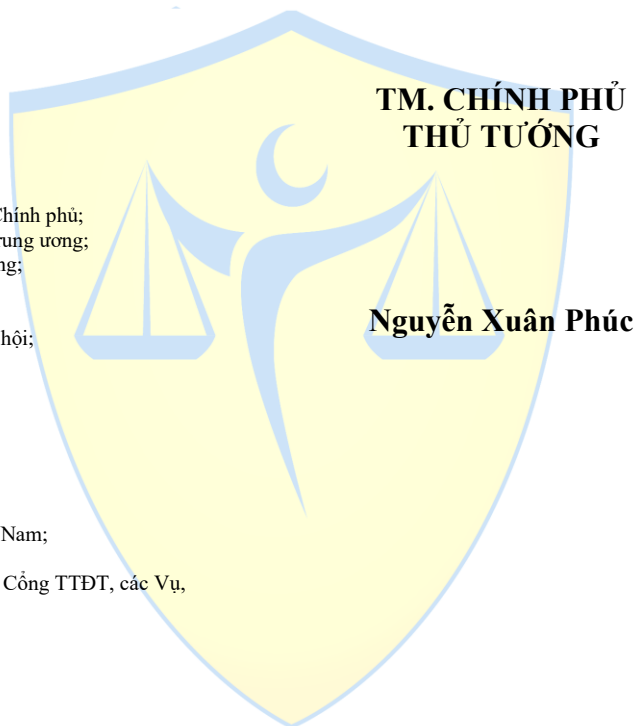 TM. CHÍNH PHỦ
THỦ TƯỚNG
Chính phủ;
rung ương;
ng;
Nguyễn Xuân Phúc
hội;
Nam;
Cổng TTĐT, các Vụ,